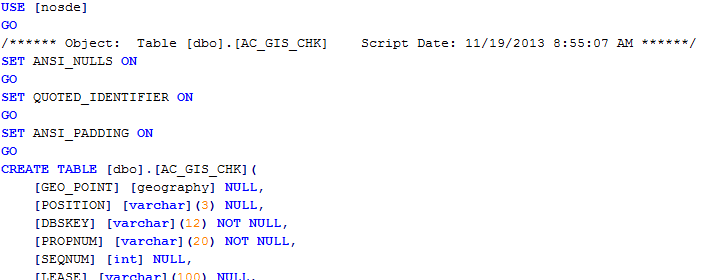 USE [nosde]
GO
/****** Object:  Table [dbo].[AC_GIS_CHK]    Script Date: 11/19/2013 8:55:07 AM ******/
SET ANSI_NULLS ON
GO
SET QUOTED_IDENTIFIER ON
GO
SET ANSI_PADDING ON
GO
CREATE TABLE [dbo].[AC_GIS_CHK](
    [GEO_POINT] [geography] NULL,
    [POSITION] [varchar](3) NULL,
    [DBSKEY] [varchar](12) NOT NULL,
    [PROPNUM] [varchar](20) NOT NULL,
    [SEQNUM] [int] NULL,
    [LEASE] [varchar](100) NULL,